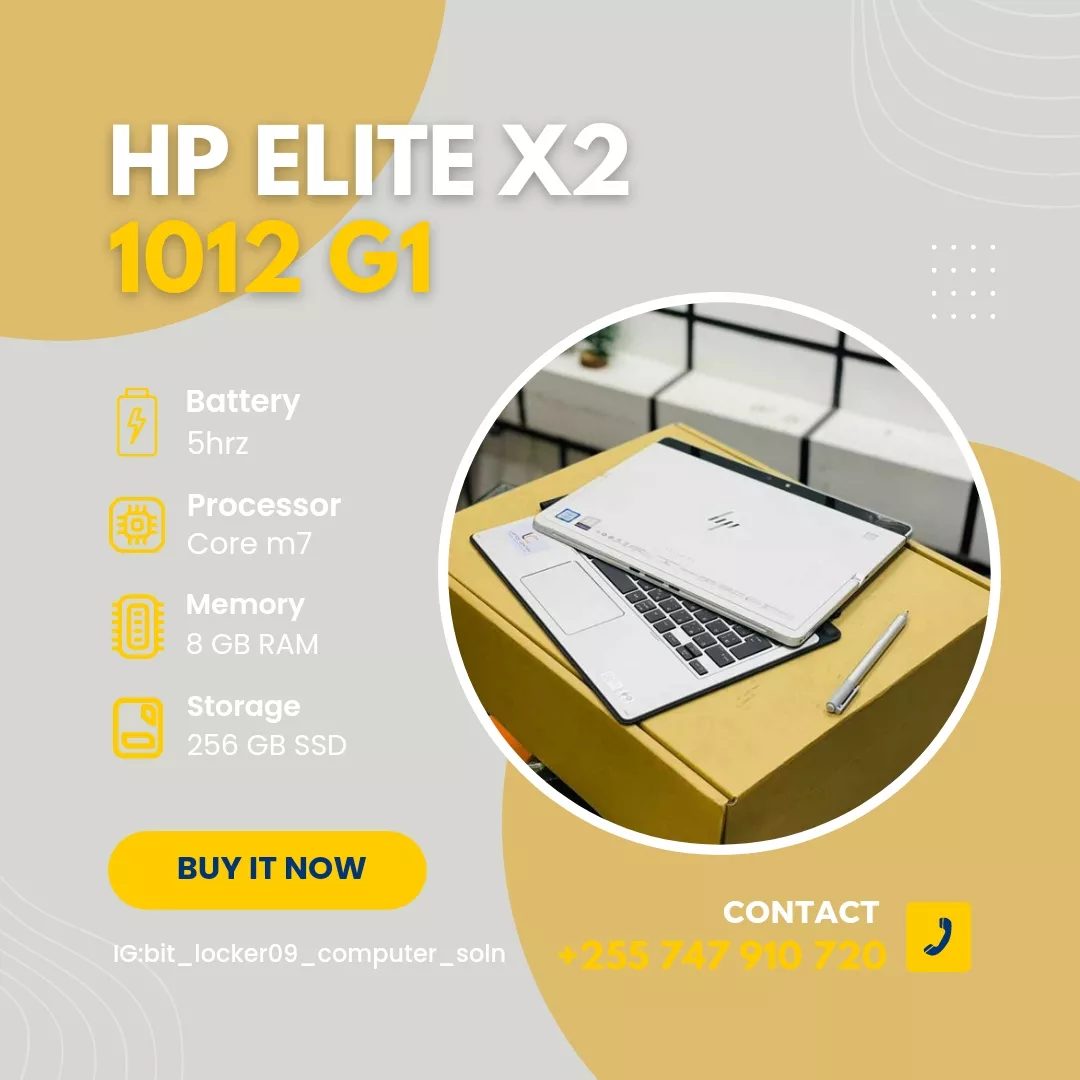 HP ELITE X2
1012 G1
Battery
5hrz
Processor
Core m7
Memory
8 GB RAM
Storage
256 GB SSD
hp
BUY IT NOW
IG:bit_locker09_computer_soln
CONTACT
+255 747 910 720